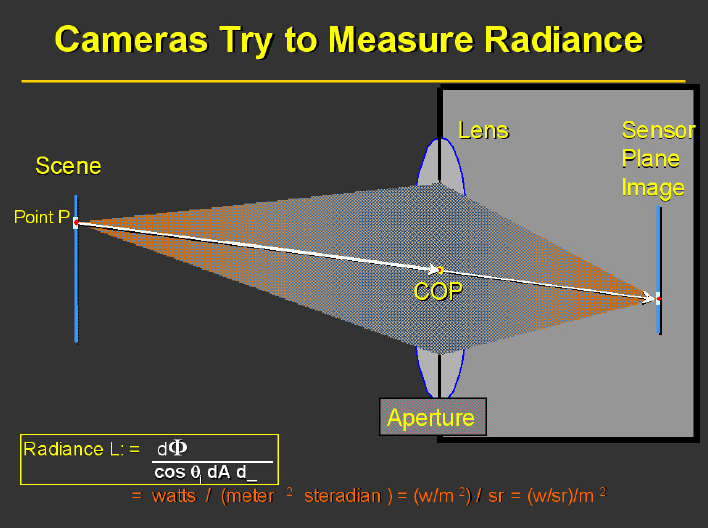 Cameras Try to Measure Radiance
Lens
Sensor
Plane
Image
Scene
Point P
COP
Aperture
Radiance L: = dΦ
cos θi dA d_
= watts / (meter ² steradian ) = (w/m ²) / sr = (w/sr)/m ²